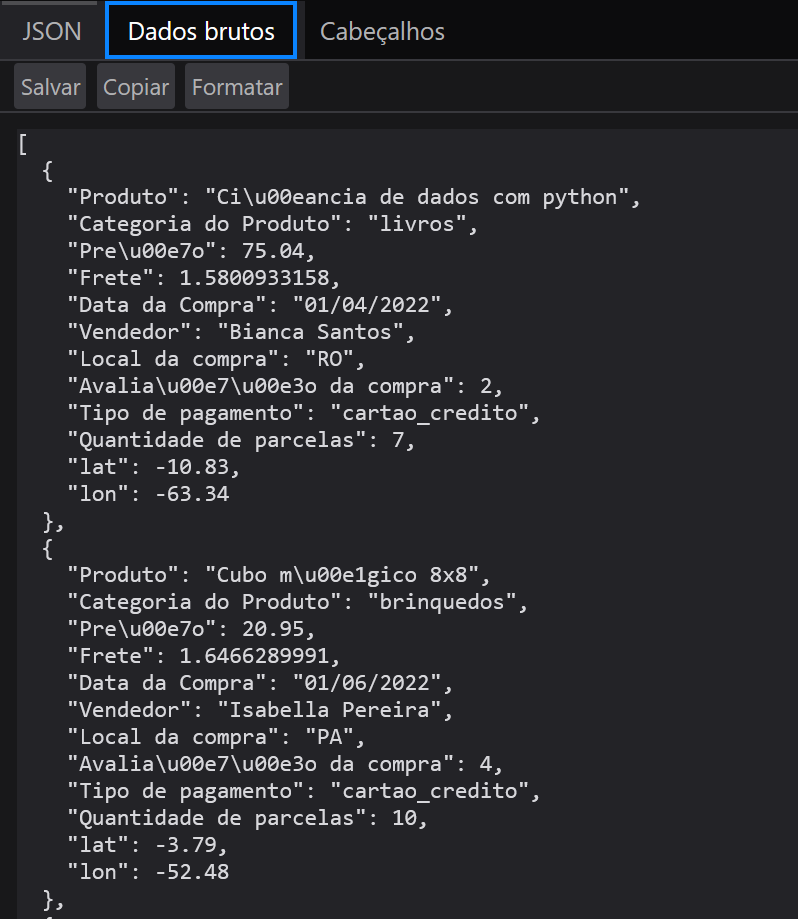 JSON Dados brutos Cabeçalhos
Salvar Copiar Formatar
[
  {
    "Produto": "Ci\u00eancia de dados com python",
    "Categoria do Produto": "livros",
    "Pre\u00e7o": 75.04,
    "Frete": 1.5800933158,
    "Data da Compra": "01/04/2022",
    "Vendedor": "Bianca Santos",
    "Local da compra": "RO",
    "Avalia\u00e7\u00e3o da compra": 2,
    "Tipo de pagamento": "cartao_credito",
    "Quantidade de parcelas": 7,
    "lat": -10.83,
    "lon": -63.34
  },
  {
    "Produto": "Cubo m\u00e1gico 8x8",
    "Categoria do Produto": "brinquedos",
    "Pre\u00e7o": 20.95,
    "Frete": 1.6466289991,
    "Data da Compra": "01/06/2022",
    "Vendedor": "Isabella Pereira",
    "Local da compra": "PA",
    "Avalia\u00e7\u00e3o da compra": 4,
    "Tipo de pagamento": "cartao_credito",
    "Quantidade de parcelas": 10,
    "lat": -3.79,
    "lon": -52.48
  },